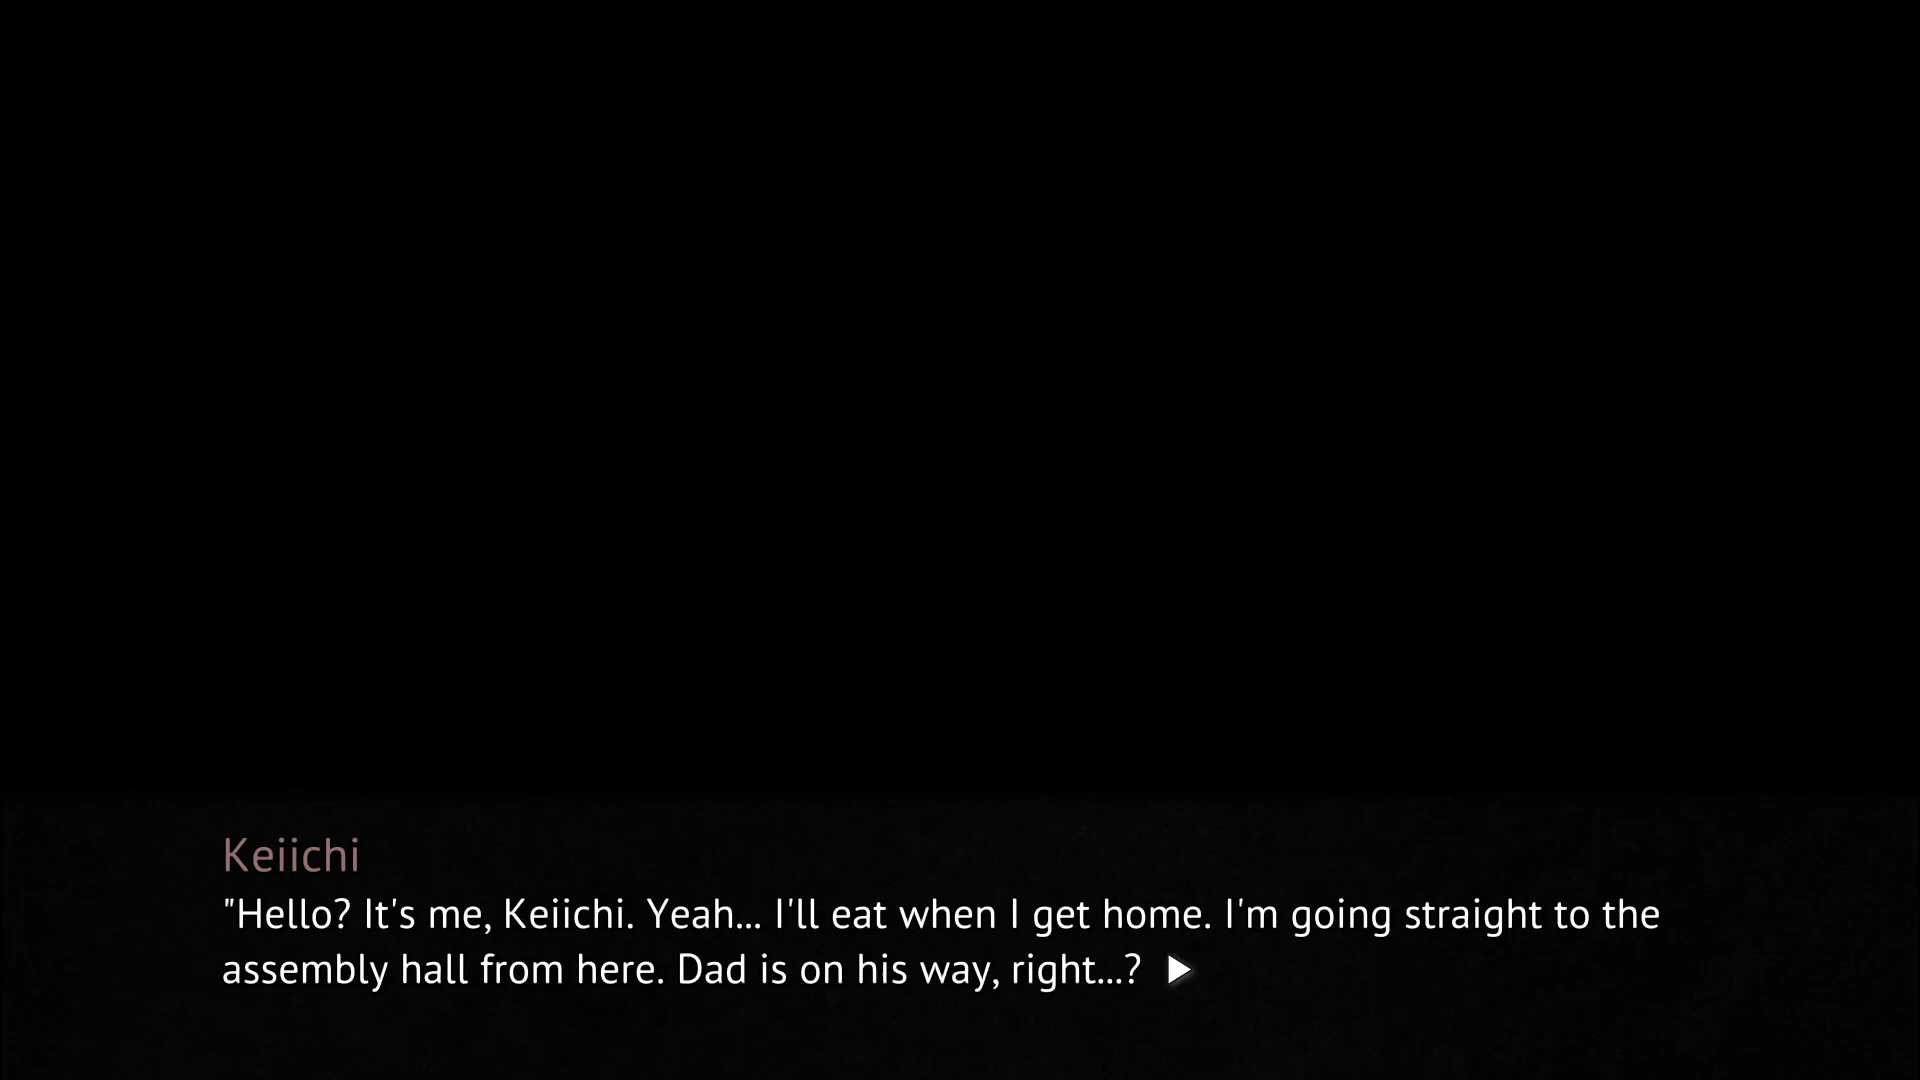 Keiichi
"Hello? It's me, Keiichi. Yeah... I'll eat when I get home. I'm going straight to the
assembly hall from here. Dad is on his way, right...?